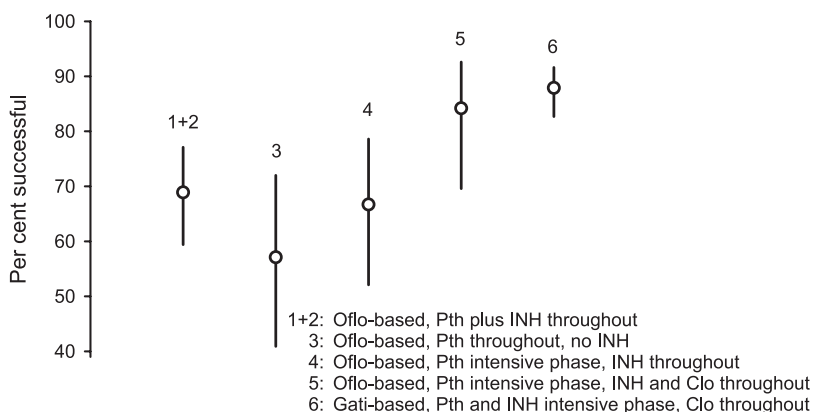 100
90
80
70
60
50
40
Per cent successful
1+2
3
4
5
6
1+2: Oflo-based, Pth plus INH throughout
3: Oflo-based, Pth throughout, no INH
4: Oflo-based, Pth intensive phase, INH throughout
5: Oflo-based, Pth intensive phase, INH and Clo throughout
6: Gati-based, Pth and INH intensive phase, Clo throughout